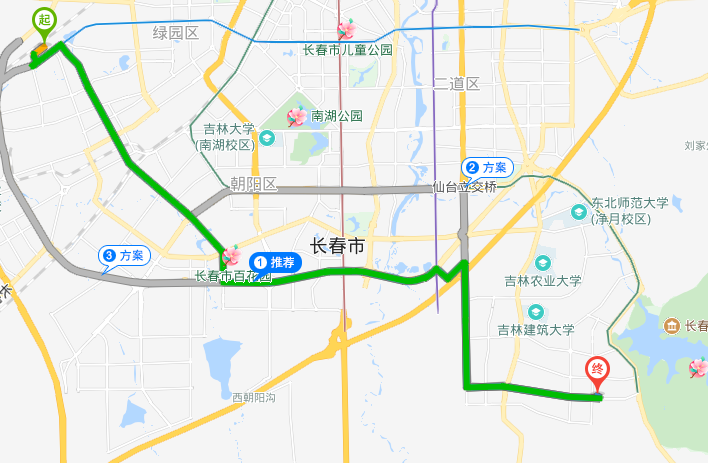 起
绿园区
长春市儿童公园
二道区
南湖公园
吉林大学
(南湖校区)
刘家
朝阳区
2 方案
仙台立交桥
东北师范大学
(净月校区)
长春市
3 方案
1 推荐
长春市百花园
吉林农业大学
吉林建筑大学
长春
终
西朝阳沟